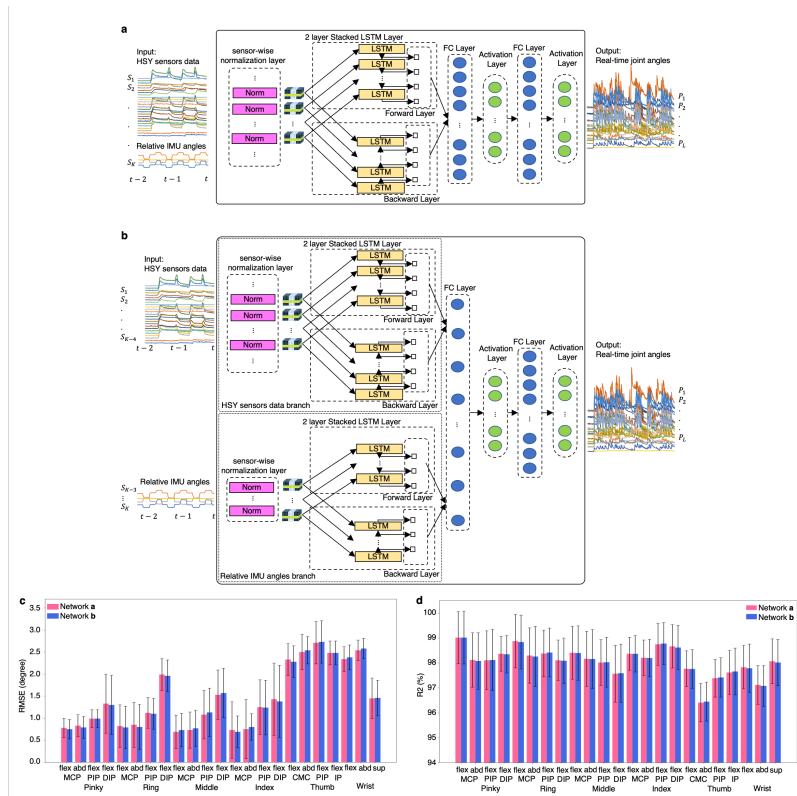 a
Input:
HSY sensors data
S1
S2
Relative IMU angles
SK
t − 2 t − 1 t
sensor-wise
normalization layer
Norm
Norm
Norm
2 layer Stacked LSTM Layer
LSTM
LSTM
LSTM
Forward Layer
LSTM
LSTM
LSTM
Backward Layer
FC Layer
Activation
Layer
FC Layer
Activation
Layer
Output:
Real-time joint angles
P1
P2
PL
b
Input:
HSY sensors data
S1
S2
SK−4
t − 2 t − 1 t
sensor-wise
normalization layer
Norm
Norm
Norm
HSY sensors data branch
2 layer Stacked LSTM Layer
LSTM
LSTM
LSTM
Forward Layer
LSTM
LSTM
LSTM
Backward Layer
Relative IMU angles
SK−3
SK
t − 2 t − 1 t
sensor-wise
normalization layer
Norm
Norm
Relative IMU angles branch
2 layer Stacked LSTM Layer
LSTM
LSTM
Forward Layer
LSTM
LSTM
Backward Layer
FC Layer
Activation
Layer
FC Layer
Activation
Layer
Output:
Real-time joint angles
P1
P2
PL
c
Network a
Network b
RMSE (degree)
3.5
3.0
2.5
2.0
1.5
1.0
0.5
0.0
flex abd flex flex flex abd flex flex flex abd flex flex flex abd flex flex flex abd flex flex flex abd sup
MCP PIP DIP MCP PIP DIP MCP PIP DIP MCP PIP DIP CMC PIP IP
Pinky Ring Middle Index Thumb Wrist
d
Network a
Network b
R2 (%)
100
99
98
97
96
95
94
flex abd flex flex flex abd flex flex flex abd flex flex flex abd flex flex flex abd flex flex flex abd sup
MCP PIP DIP MCP PIP DIP MCP PIP DIP MCP PIP DIP CMC PIP IP
Pinky Ring Middle Index Thumb Wrist